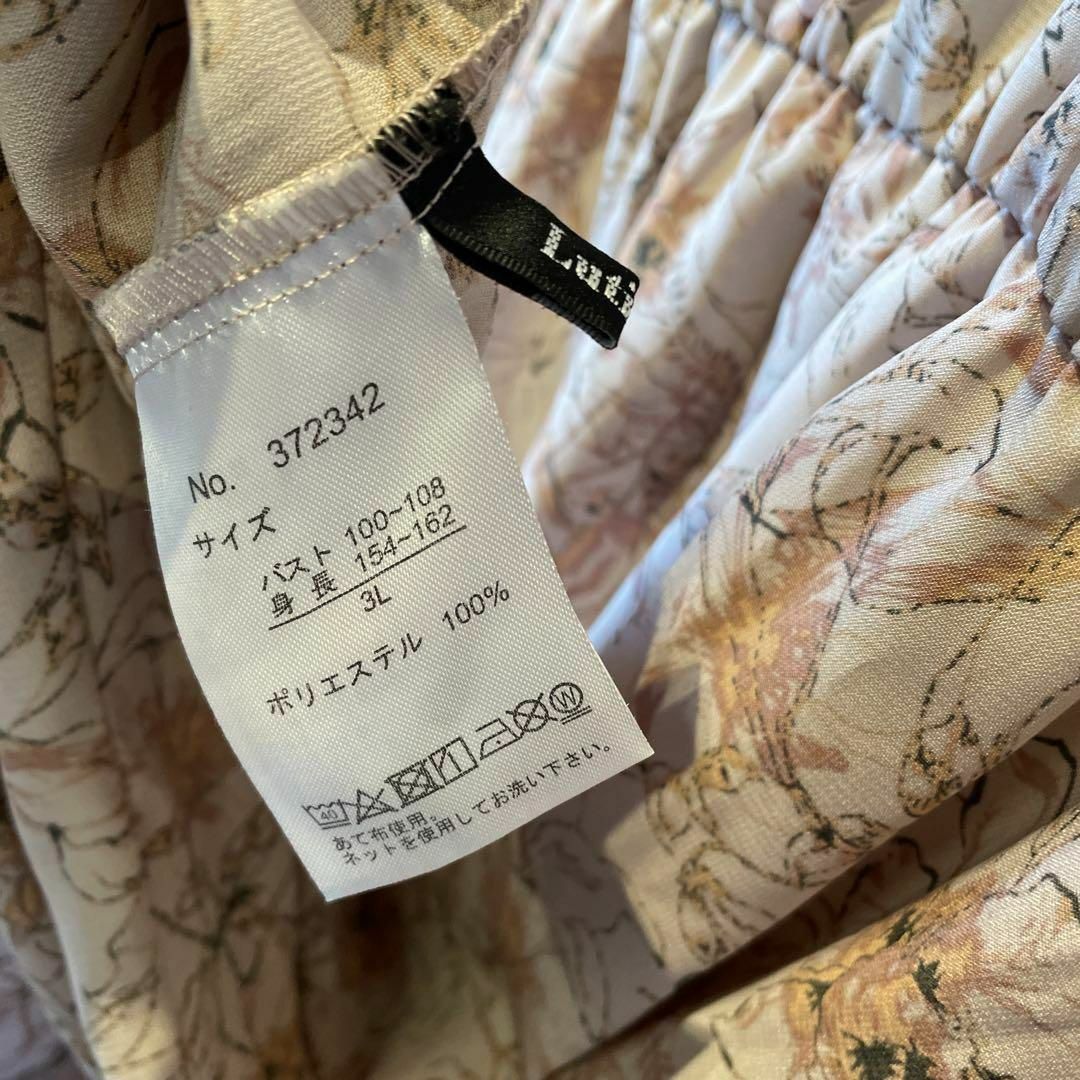 No. 372342
サイズ
バスト 100~108
身 長 154~162
3L
ポリエステル 100%
40
W
あて布使用。
ネットを使用してお洗い下さい。